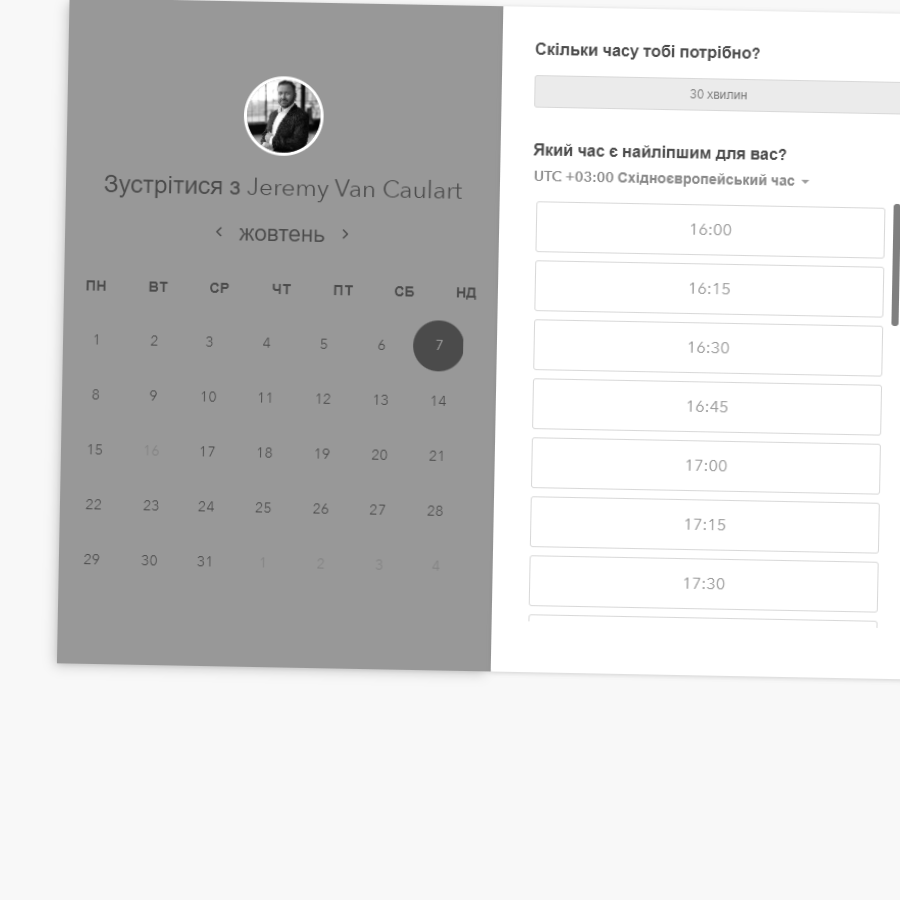 Зустрітися з Jeremy Van Caulart
жовтень
ПН ВТ СР ЧТ ПТ СБ НД
1 2 3 4 5 6 7
8 9 10 11 12 13 14
15 16 17 18 19 20 21
22 23 24 25 26 27 28
29 30 31 1 2 3 4
Скільки часу тобі потрібно?
30 хвилин
Який час є найліпшим для вас?
UTC +03:00 Східноєвропейський час
16:00
16:15
16:30
16:45
17:00
17:15
17:30